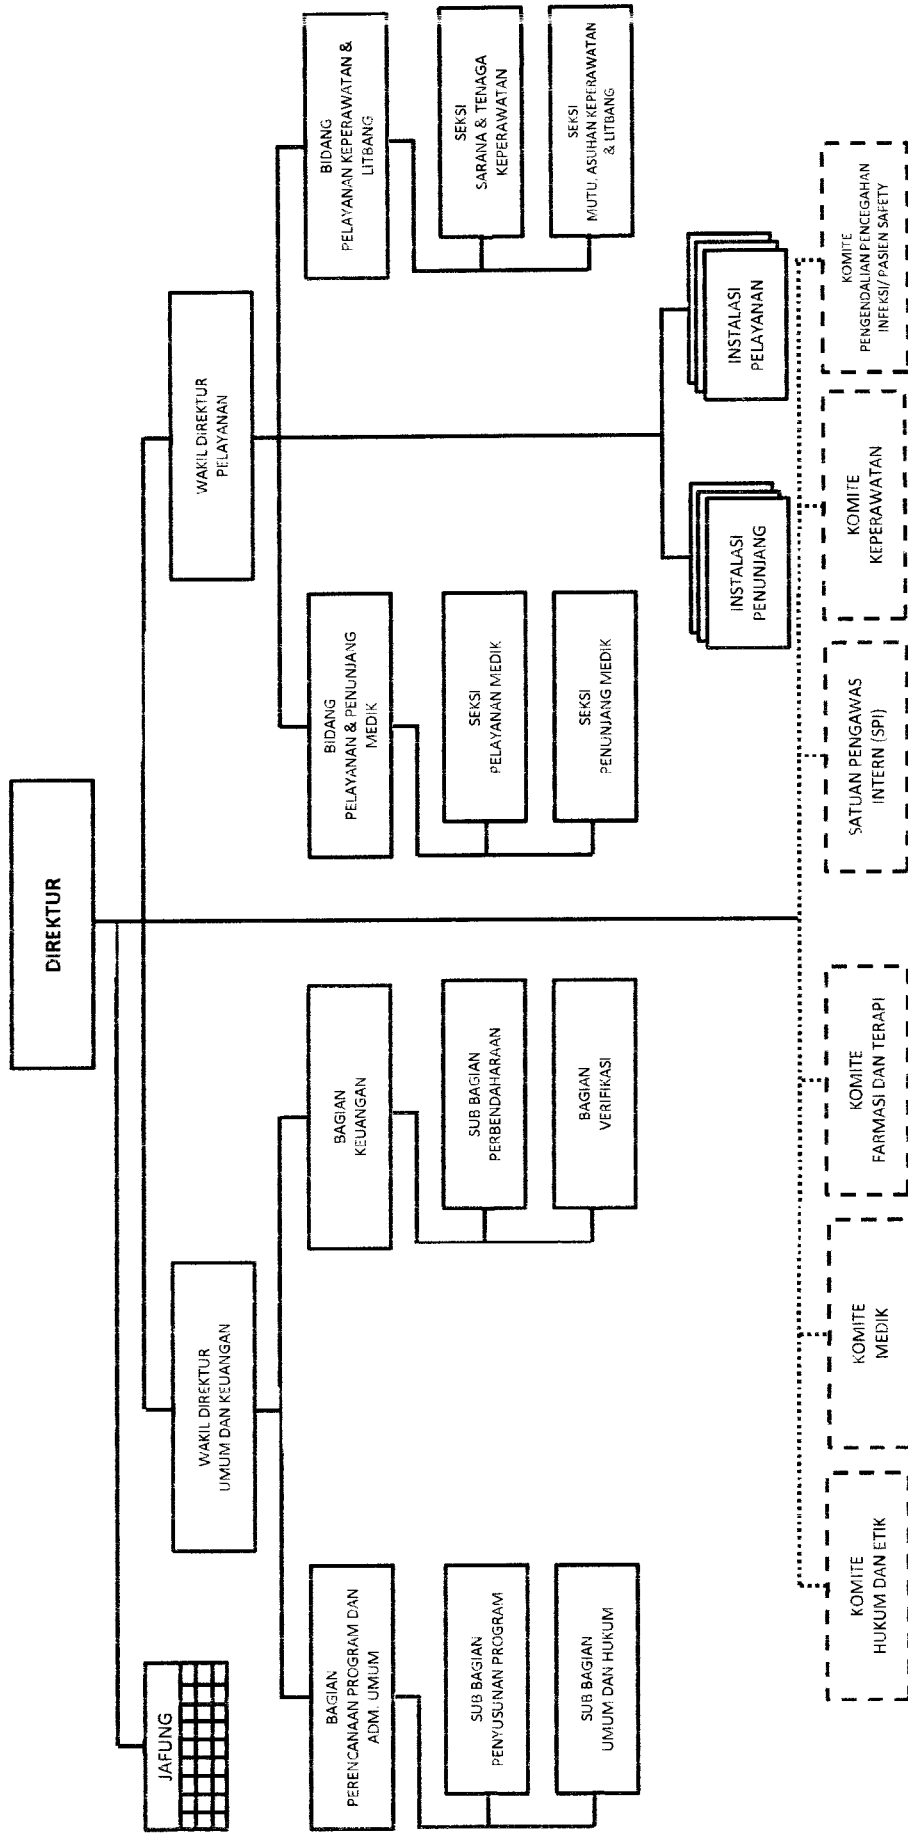 DIREKTUR
JAFUNG
WAKIL DIREKTUR
UMUM DAN KEUANGAN
WAKIL DIREKTUR
PELAYANAN
BAGIAN
PERENCANAAN PROGRAM DAN
ADM. UMUM
BAGIAN
KEUANGAN
BIDANG
PELAYANAN & PENUNJANG
MEDIK
BIDANG
PELAYANAN KEPERAWATAN &
LITBANG
SUB BAGIAN
PENYUSUNAN PROGRAM
SUB BAGIAN
PERBENDAHARAAN
SEKSI
PELAYANAN MEDIK
SEKSI
SARANA & TENAGA
KEPERAWATAN
SUB BAGIAN
UMUM DAN HUKUM
BAGIAN
VERIFIKASI
SEKSI
PENUNJANG MEDIK
SEKSI
MUTU, ASUHAN KEPERAWATAN
& LITBANG
INSTALASI
PENUNJANG
INSTALASI
PELAYANAN
KOMITE
HUKUM DAN ETIK
KOMITE
MEDIK
KOMITE
FARMASI DAN TERAPI
SATUAN PENGAWAS
INTERN (SPI)
KOMITE
KEPERAWATAN
KOMITE
PENGENDALIAN PENCEGAHAN
INFEKSI/ PASIEN SAFETY